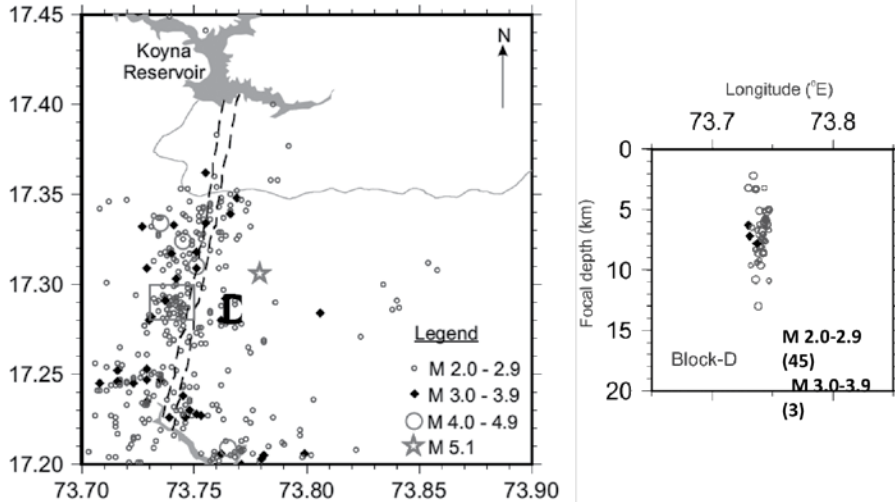 17.45
17.40
17.35
17.30
17.25
17.20
73.70
73.75
73.80
73.85
73.90
Koyna
Reservoir
N
D
Legend
M 2.0 - 2.9
M 3.0 - 3.9
M 4.0 - 4.9
M 5.1
Longitude (°E)
73.7
73.8
Focal depth (km)
0
5
10
15
20
Block-D
M 2.0-2.9
(45)
M 3.0-3.9
(3)